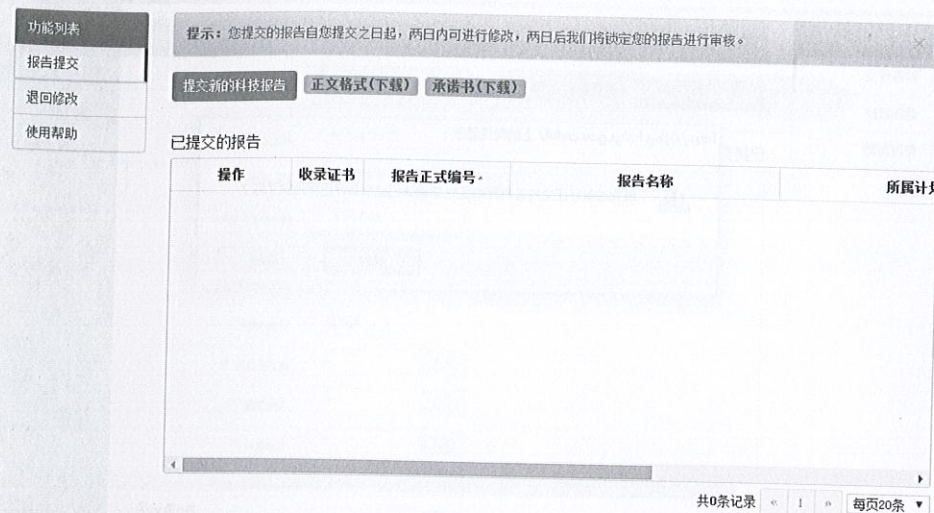 功能列表
报告提交
退回修改
使用帮助
提示：您提交的报告自您提交之日起，两日内可进行修改，两日后我们将锁定您的报告进行审核。
提交新的科技报告 正文格式(下载) 承诺书(下载)
已提交的报告
操作 收录证书 报告正式编号 报告名称 所属计
共0条记录 « 1 » 每页20条